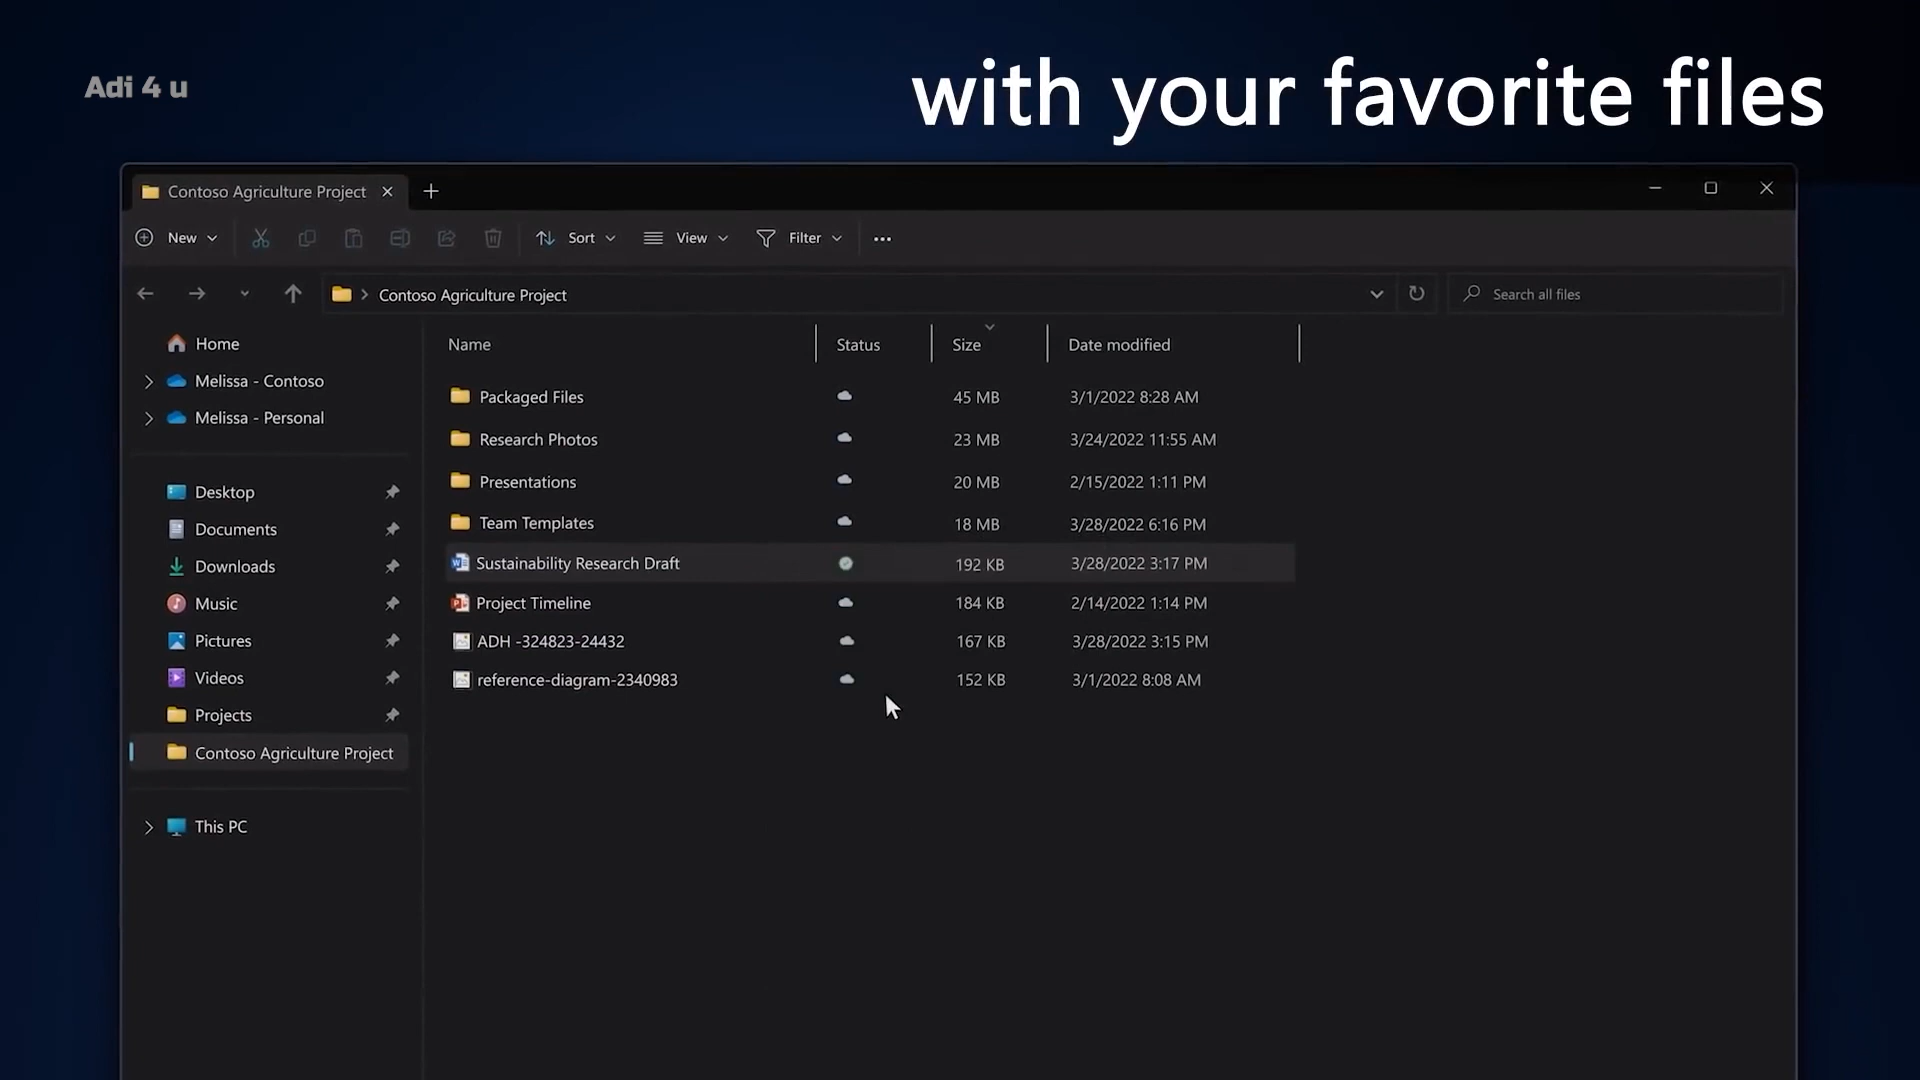 Adi 4 u
with your favorite files
Contoso Agriculture Project
New
Sort
View
Filter
Contoso Agriculture Project
Search all files
Home
Melissa - Contoso
Melissa - Personal
Desktop
Documents
Downloads
Music
Pictures
Videos
Projects
Contoso Agriculture Project
This PC
Name Status Size Date modified
Packaged Files 45 MB 3/1/2022 8:28 AM
Research Photos 23 MB 3/24/2022 11:55 AM
Presentations 20 MB 2/15/2022 1:11 PM
Team Templates 18 MB 3/28/2022 6:16 PM
Sustainability Research Draft 192 KB 3/28/2022 3:17 PM
Project Timeline 184 KB 2/14/2022 1:14 PM
ADH -324823-24432 167 KB 3/28/2022 3:15 PM
reference-diagram-2340983 152 KB 3/1/2022 8:08 AM